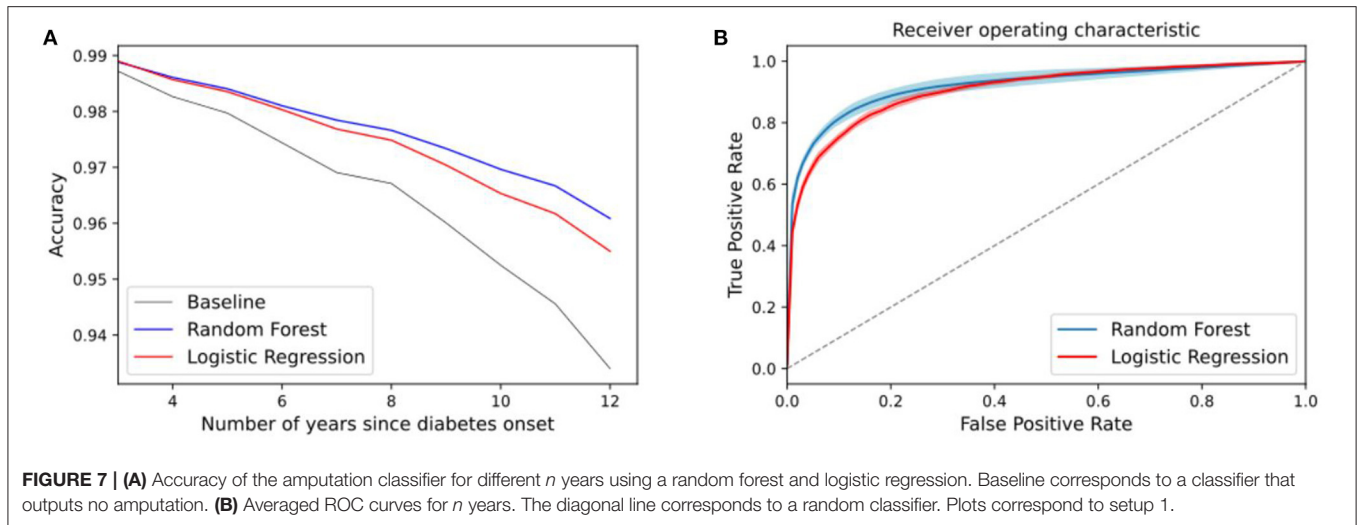 A
0.99
0.98
0.97
0.96
0.95
0.94
Accuracy
Baseline
Random Forest
Logistic Regression
4 6 8 10 12
Number of years since diabetes onset
B
Receiver operating characteristic
1.0
0.8
0.6
0.4
0.2
0.0
True Positive Rate
Random Forest
Logistic Regression
0.0 0.2 0.4 0.6 0.8 1.0
False Positive Rate
FIGURE 7 | (A) Accuracy of the amputation classifier for different n years using a random forest and logistic regression. Baseline corresponds to a classifier that
outputs no amputation. (B) Averaged ROC curves for n years. The diagonal line corresponds to a random classifier. Plots correspond to setup 1.